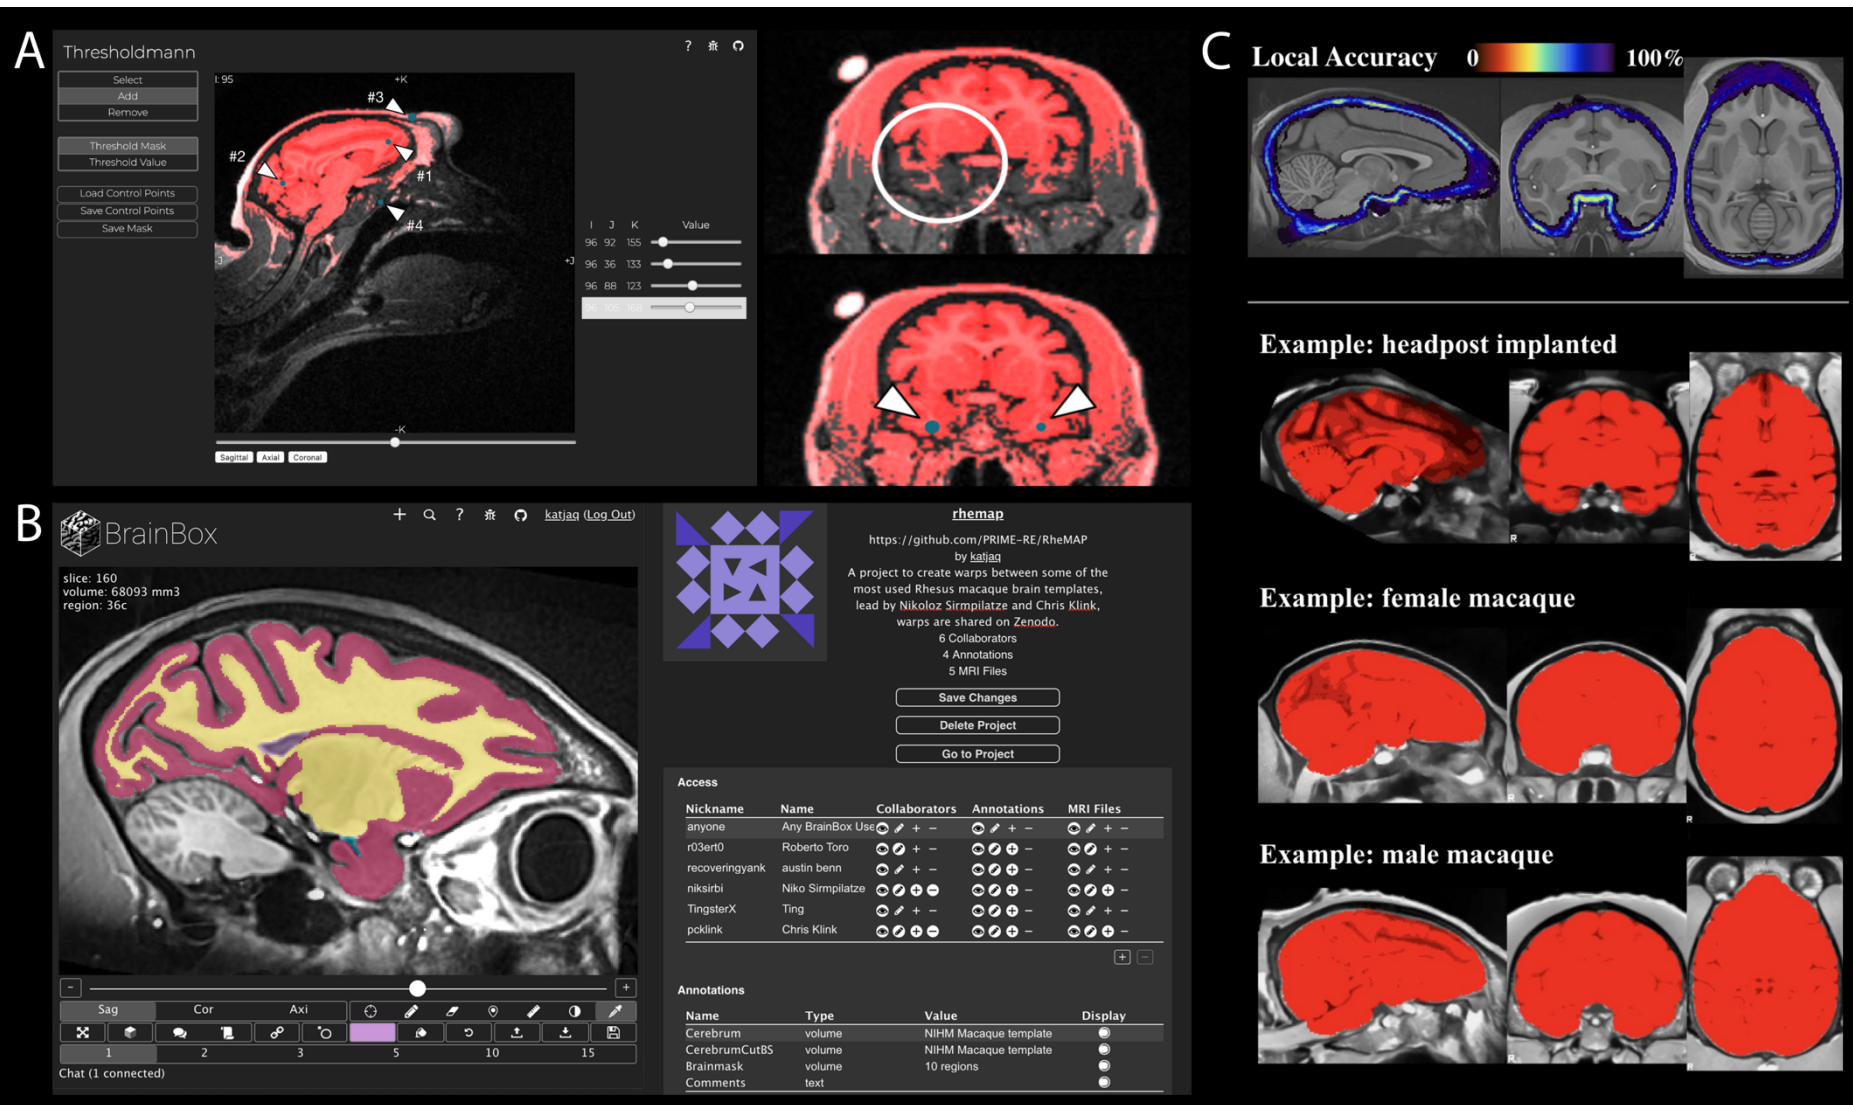 A
Thresholdmann
?
Select
Add
Remove
Threshold Mask
Threshold Value
Load Control Points
Save Control Points
Save Mask
I: 95
+K
#3
#2
#1
#4
-J
+J
-K
I J K Value
96 92 155
96 36 133
96 88 123
96 105 168
Sagittal Axial Coronal
B
BrainBox
+ ? katjaq (Log Out)
slice: 160
volume: 68093 mm3
region: 36c
- +
Sag Cor Axi
1 2 3 5 10 15
Chat (1 connected)
rhemap
https://github.com/PRIME-RE/RheMAP
by katjaq
A project to create warps between some of the
most used Rhesus macaque brain templates,
lead by Nikoloz Sirmpilatze and Chris Klink,
warps are shared on Zenodo.
6 Collaborators
4 Annotations
5 MRI Files
Save Changes
Delete Project
Go to Project
Access
Nickname Name Collaborators Annotations MRI Files
anyone Any BrainBox Use
r03ert0 Roberto Toro
recoveringyank austin benn
niksirbi Niko Sirmpilatze
TingsterX Ting
pcklink Chris Klink
+ -
Annotations
Name Type Value Display
Cerebrum volume NIHM Macaque template
CerebrumCutBS volume NIHM Macaque template
Brainmask volume 10 regions
Comments text
C
Local Accuracy 0 100%
Example: headpost implanted
R
R
Example: female macaque
R
R
Example: male macaque
R
R